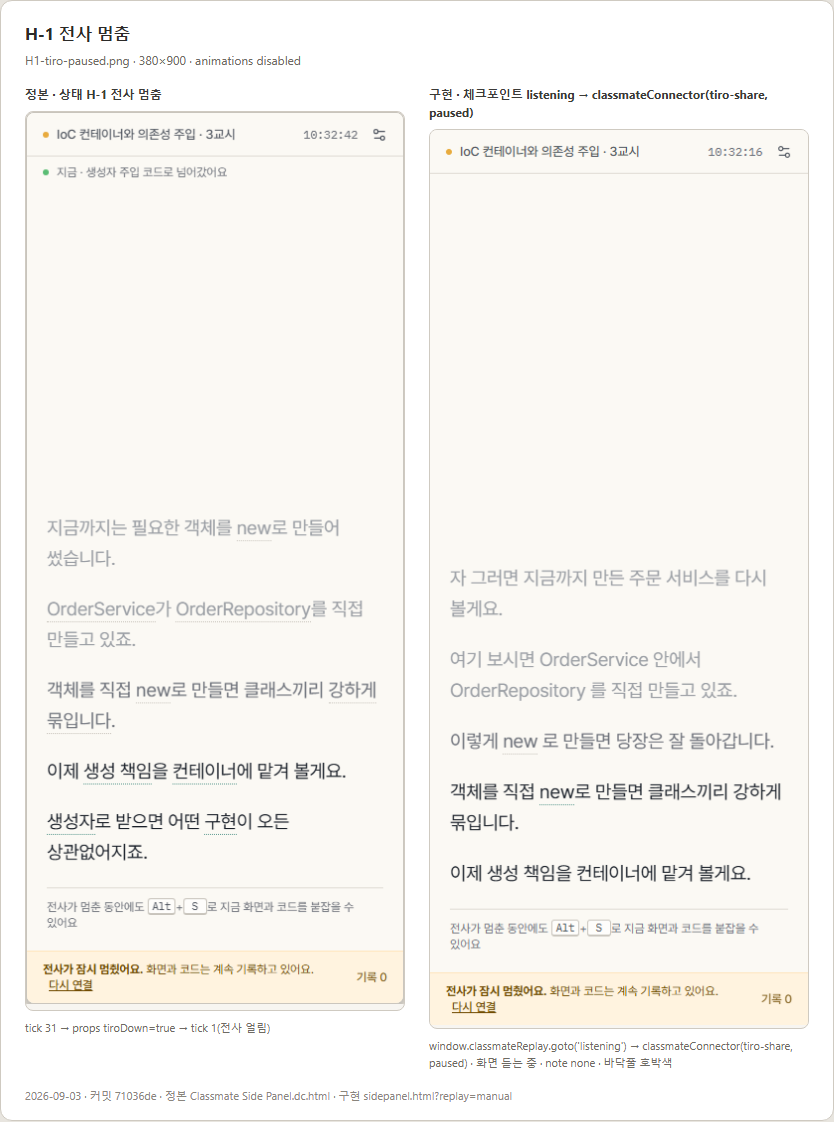 H-1 전사 멈춤
H1-tiro-paused.png · 380×900 · animations disabled
정본 · 상태 H-1 전사 멈춤
IoC 컨테이너와 의존성 주입 · 3교시 10:32:42
지금 · 생성자 주입 코드로 넘어갔어요
지금까지는 필요한 객체를 new로 만들어
썼습니다.
OrderService가 OrderRepository를 직접
만들고 있죠.
객체를 직접 new로 만들면 클래스끼리 강하게
묶입니다.
이제 생성 책임을 컨테이너에 맡겨 볼게요.
생성자로 받으면 어떤 구현이 오든
상관없어지죠.
전사가 멈춘 동안에도 Alt + S 로 지금 화면과 코드를 붙잡을 수
있어요
전사가 잠시 멈췄어요. 화면과 코드는 계속 기록하고 있어요.
다시 연결
기록 0
tick 31 → props tiroDown=true → tick 1(전사 얼림)
구현 · 체크포인트 listening → classmateConnector(tiro-share,
paused)
IoC 컨테이너와 의존성 주입 · 3교시 10:32:16
자 그러면 지금까지 만든 주문 서비스를 다시
볼게요.
여기 보시면 OrderService 안에서
OrderRepository 를 직접 만들고 있죠.
이렇게 new 로 만들면 당장은 잘 돌아갑니다.
객체를 직접 new로 만들면 클래스끼리 강하게
묶입니다.
이제 생성 책임을 컨테이너에 맡겨 볼게요.
전사가 멈춘 동안에도 Alt + S 로 지금 화면과 코드를 붙잡을 수
있어요
전사가 잠시 멈췄어요. 화면과 코드는 계속 기록하고 있어요.
다시 연결
기록 0
window.classmateReplay.goto('listening') → classmateConnector(tiro-share,
paused) · 화면 듣는 중 · note none · 바닥풀 호박색
2026-09-03 · 커밋 71036de · 정본 Classmate Side Panel.dc.html · 구현 sidepanel.html?replay=manual